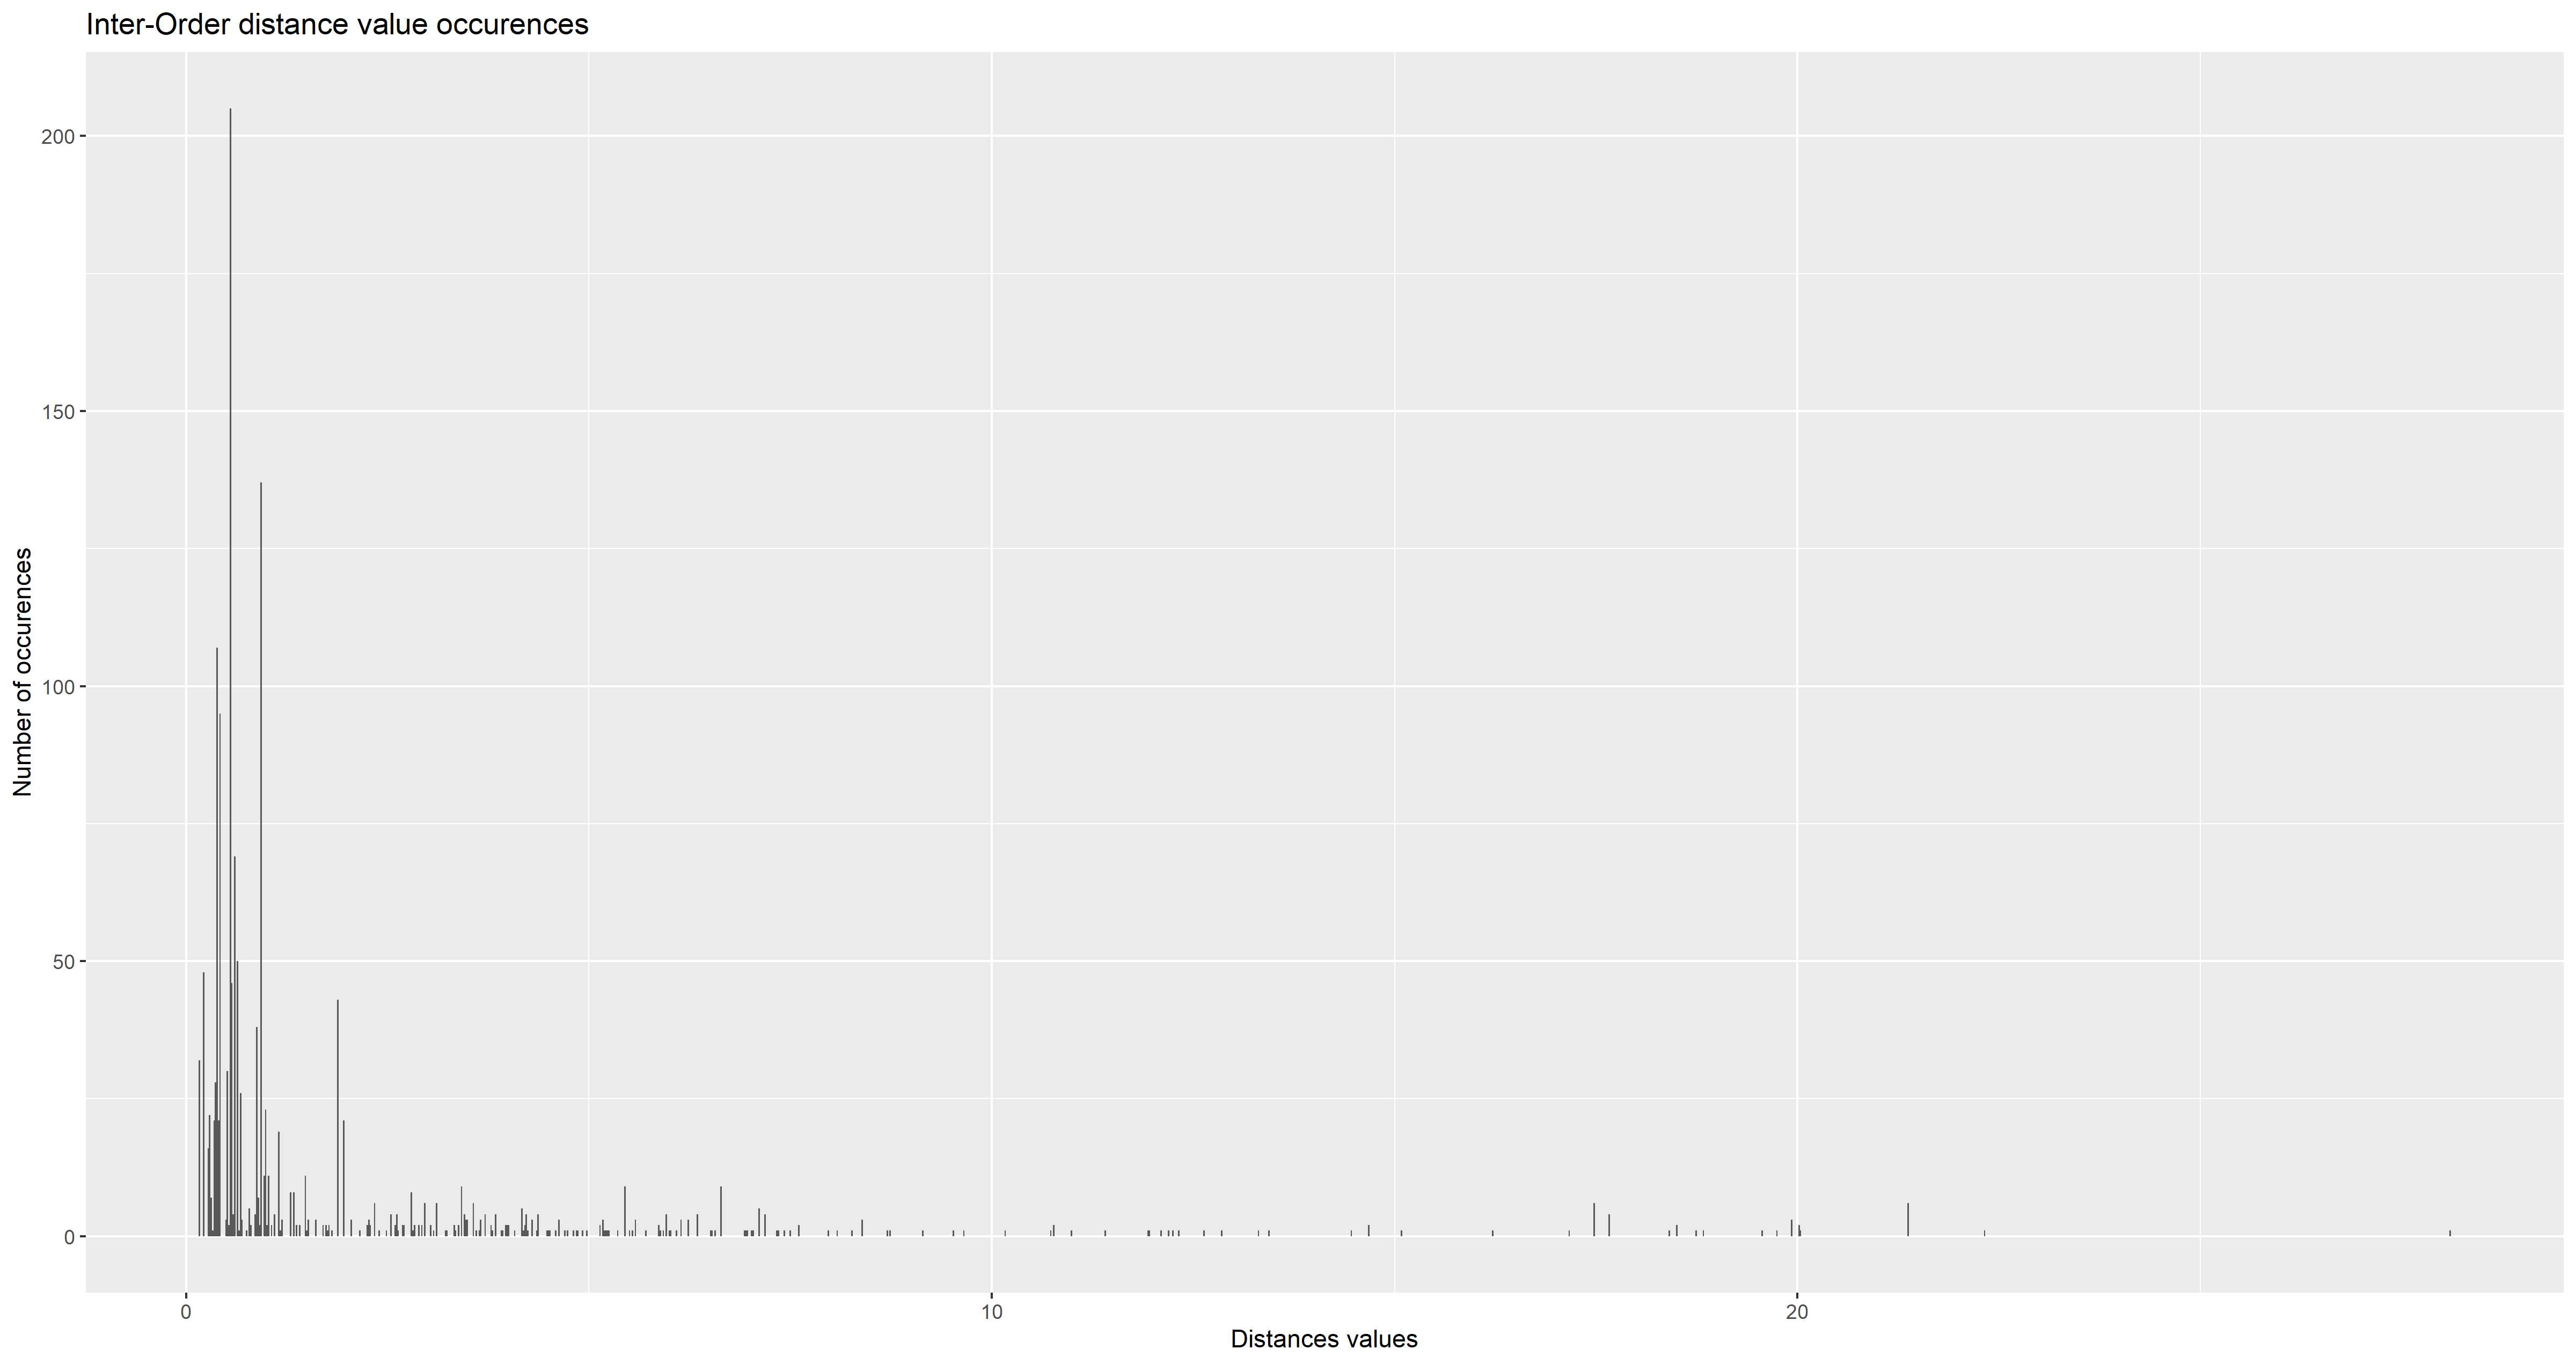 Inter-Order distance value occurences
Number of occurences
200
150
100
50
0
0
10
20
Distances values